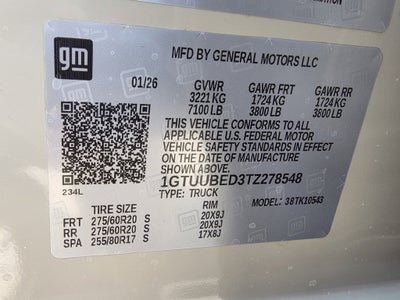 gm
MFD BY GENERAL MOTORS LLC
01/26 GVWR GAWR FRT GAWR RR
3221 KG 1724 KG 1724 KG
7100 LB 3800 LB 3800 LB
THIS VEHICLE CONFORMS TO ALL
APPLICABLE U.S. FEDERAL MOTOR
VEHICLE SAFETY STANDARDS IN
EFFECT ON THE DATE OF MANUFACTURE
SHOWN ABOVE.
1GTUUBED3TZ278548
234L
TYPE: TRUCK MODEL: 38TK10543
TIRE SIZE RIM
FRT 275/60R20 S 20X9J
RR 275/60R20 S 20X9J
SPA 255/80R17 S 17X8J